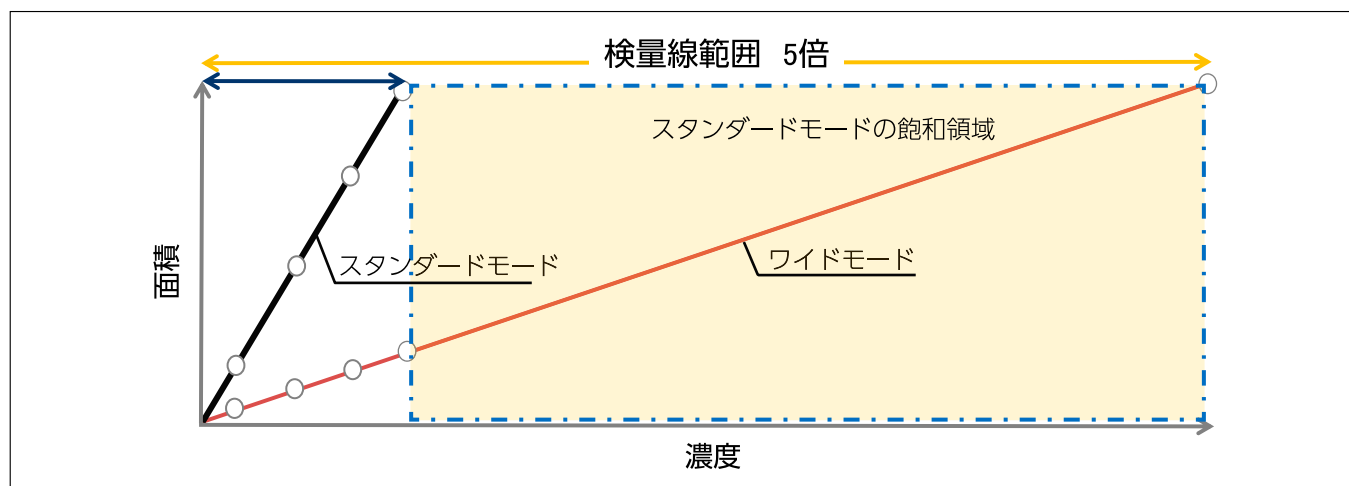 検量線範囲 5倍
スタンダードモードの飽和領域
スタンダードモード
ワイドモード
面積
濃度